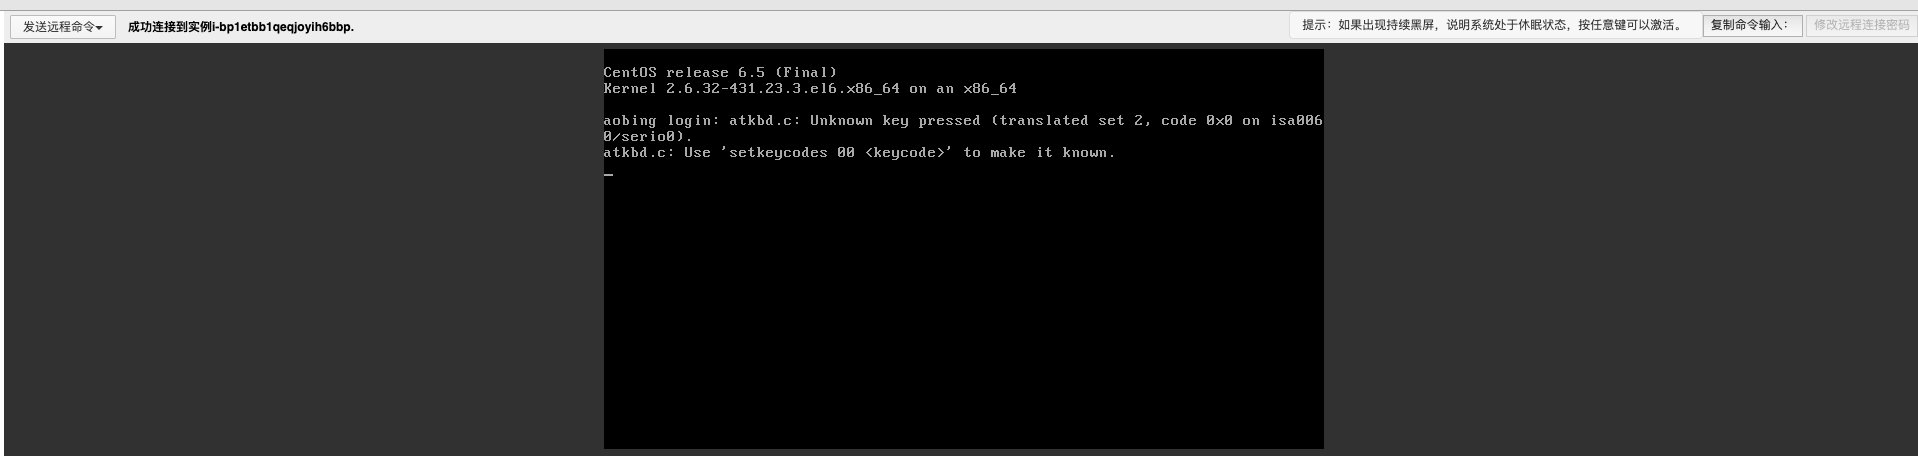 发送远程命令
成功连接到实例i-bp1etbb1qeqjoyih6bbp.
提示：如果出现持续黑屏，说明系统处于休眠状态，按任意键可以激活。
复制命令输入：
修改远程连接密码
CentOS release 6.5 (Final)
Kernel 2.6.32-431.23.3.el6.x86_64 on an x86_64
aobing login: atkbd.c: Unknown key pressed (translated set 2, code 0x0 on isa006
0/serio0).
atkbd.c: Use 'setkeycodes 00 <keycode>' to make it known.
_